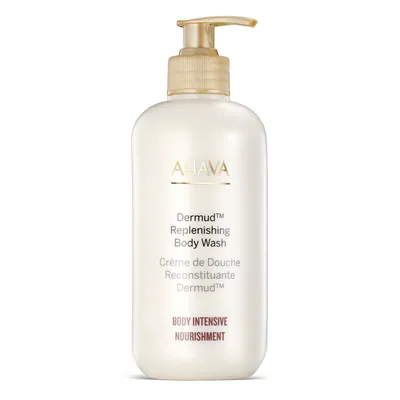 AHAVA
Dermud™
Replenishing
Body Wash
Crème de Douche
Reconstituante
Dermud™
BODY INTENSIVE
NOURISHMENT